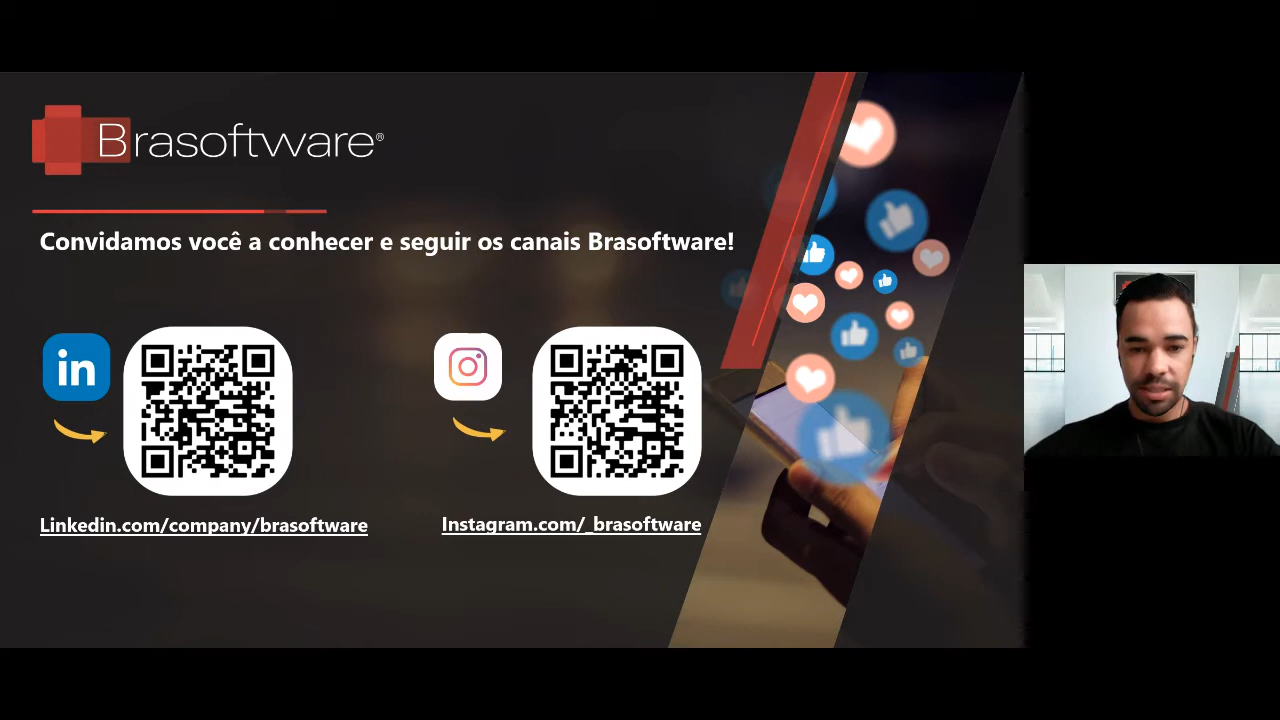 Brasoftware®
Convidamos você a conhecer e seguir os canais Brasoftware!
in
Linkedin.com/company/brasoftware
Instagram.com/_brasoftware